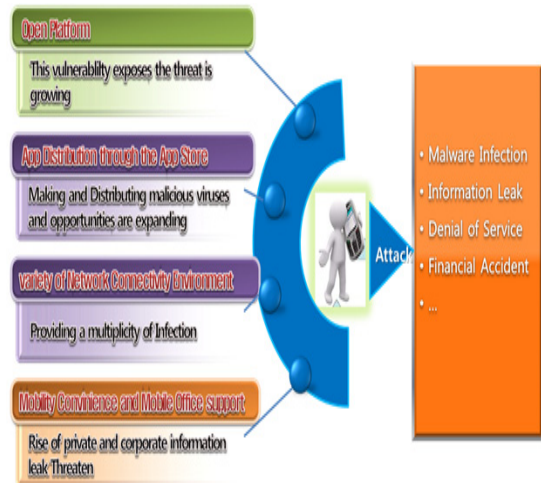 Open Platform
This vulnerability exposes the threat is
growing
App Distribution through the App Store
Making and Distributing malicious viruses
and opportunities are expanding
variety of Network Connectivity Environment
Providing a multiplicity of Infection
Mobility Convinience and Mobile Office support
Rise of private and corporate information
leak Threaten
Attack
• Malware Infection
• Information Leak
• Denial of Service
• Financial Accident
• ...